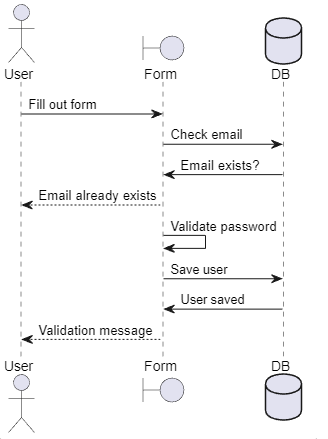 User Form DB
Fill out form
Check email
Email exists?
Email already exists
Validate password
Save user
User saved
Validation message
User Form DB